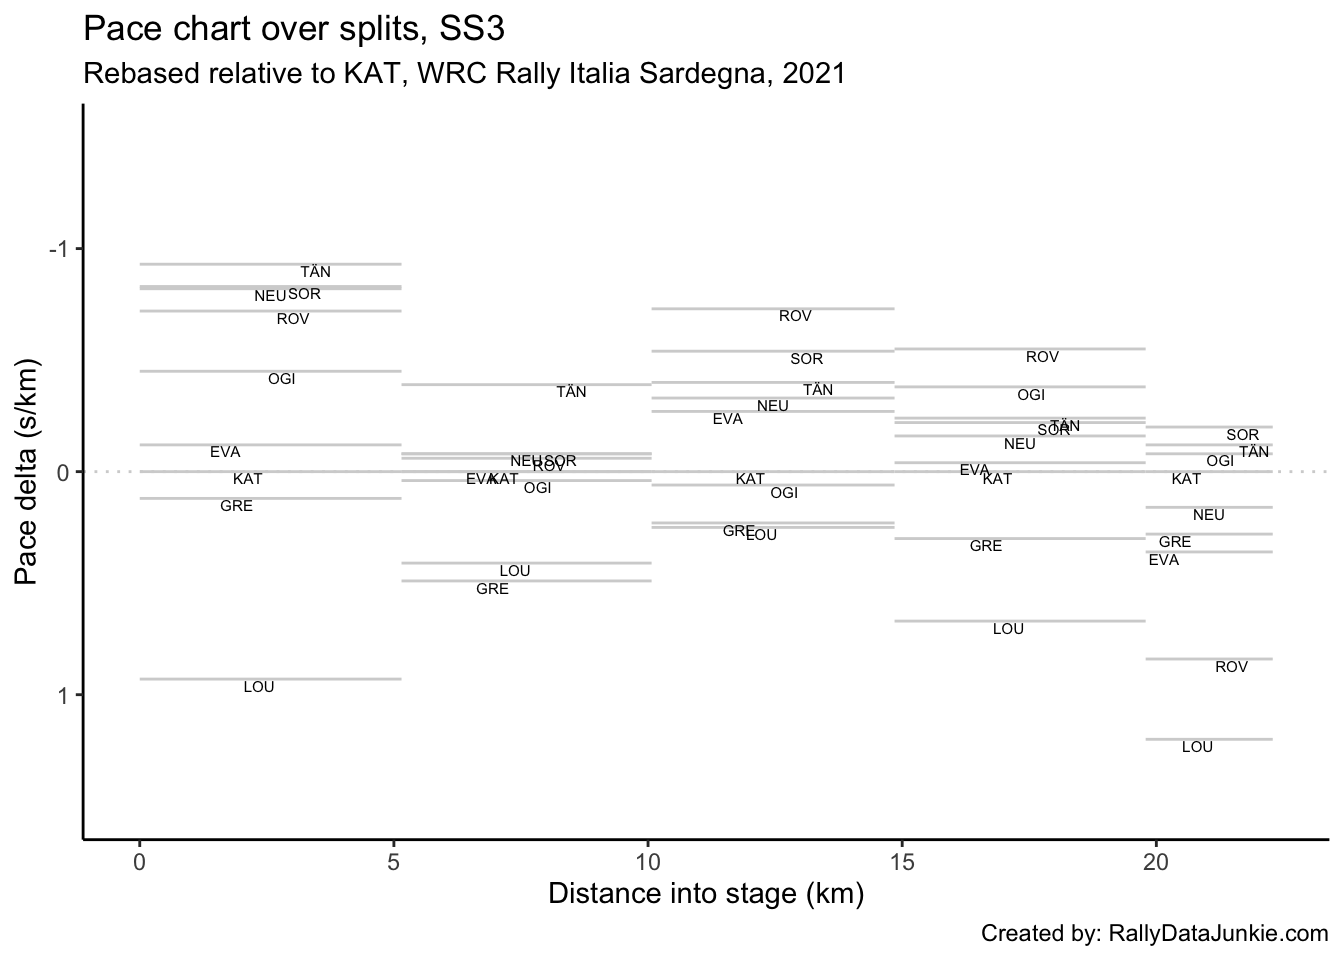 Pace chart over splits, SS3
Rebased relative to KAT, WRC Rally Italia Sardegna, 2021
Pace delta (s/km)
-1
0
1
TÄN
NEU SOR
ROV
OGI
EVA
KAT
GRE
LOU
TÄN
NEU SOR
ROV
EVA KAT
OGI
LOU
GRE
ROV
SOR
TÄN
NEU
EVA
KAT
OGI
GRE
LOU
ROV
OGI
TÄN
SOR
NEU
EVA
KAT
GRE
LOU
SOR
TÄN
OGI
KAT
NEU
GRE
EVA
ROV
LOU
0 5 10 15 20
Distance into stage (km)
Created by: RallyDataJunkie.com